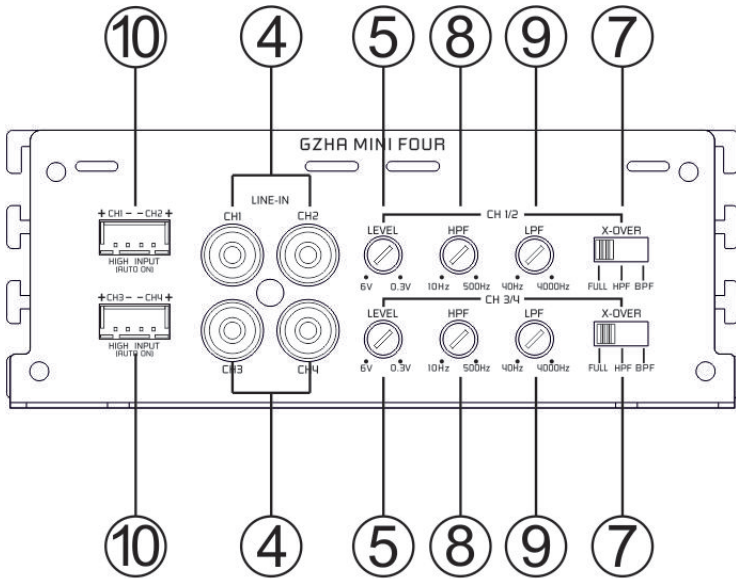 10 4 5 8 9 7
GZHA MINI FOUR
LINE-IN
CH1 CH2
+ CH1 - - CH2 +
HIGH INPUT
(AUTO ON)
CH 1/2
LEVEL HPF LPF X-OVER
6V 0.3V 10Hz 500Hz 40Hz 4000Hz FULL HPF BPF
+ CH3 - - CH4 +
HIGH INPUT
(AUTO ON)
CH3 CH4
CH 3/4
LEVEL HPF LPF X-OVER
6V 0.3V 10Hz 500Hz 40Hz 4000Hz FULL HPF BPF
10 4 5 8 9 7